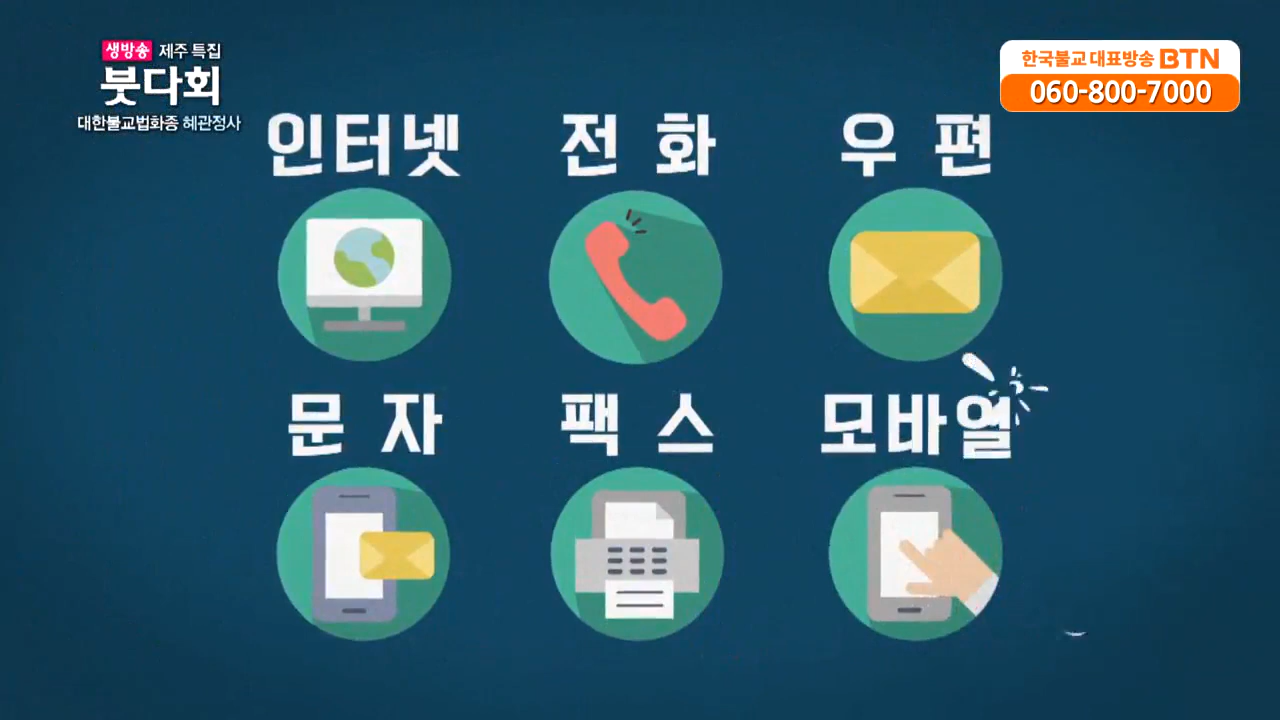 생방송 제주 특집
붓다회
대한불교법화종 혜관정사
한국불교 대표방송 BTN
060-800-7000
인터넷 전 화 우 편
문 자 팩 스 모바일